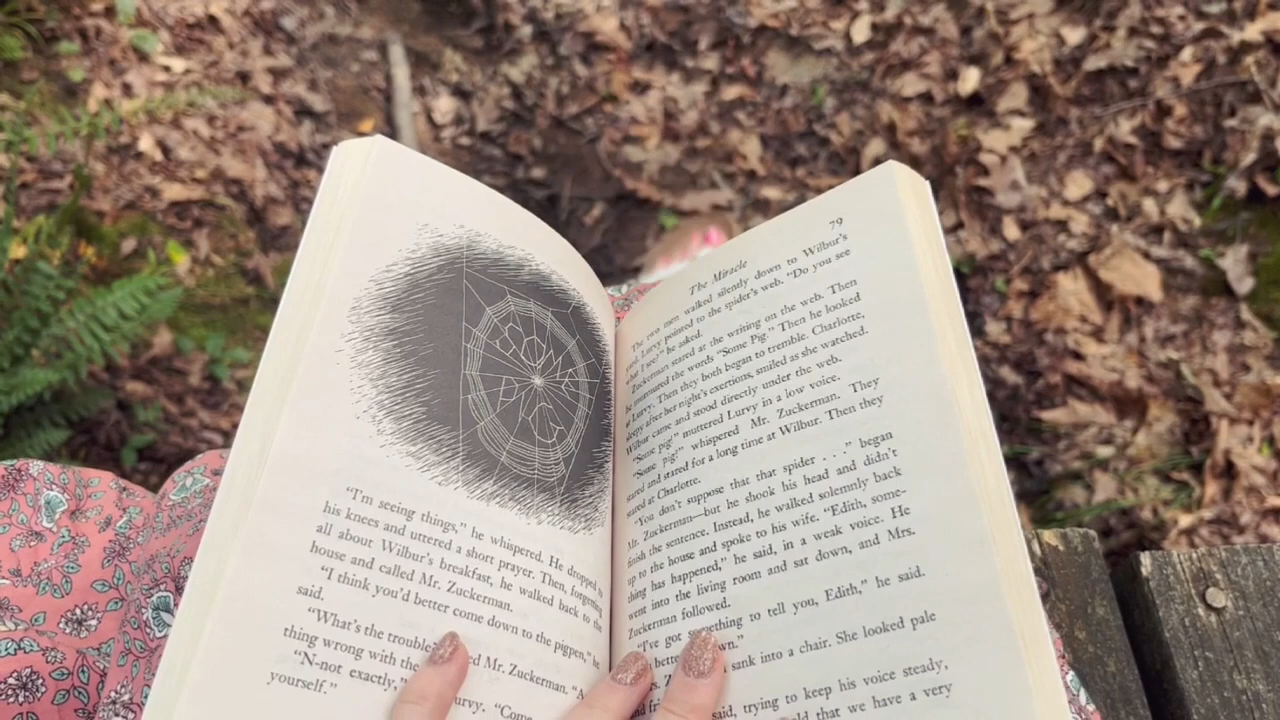 "I'm seeing things," he whispered. He dropped to
his knees and uttered a short prayer. Then, forgetting
all about Wilbur's breakfast, he walked back to the
house and called Mr. Zuckerman.
"I think you'd better come down to the pigpen," he
said.
"What's the trouble ed Mr. Zuckerman. "A
thing wrong with the
"N-not exactly," urvy. "Come
yourself."
79
The Miracle
The two men walked silently down to Wilbur's
yard. Lurvy pointed to the spider's web. "Do you see
what I see?" he asked.
Zuckerman stared at the writing on the web. Then
he murmured the words "Some Pig." Then he looked
at Lurvy. Then they both began to tremble. Charlotte,
sleepy after her night's exertions, smiled as she watched.
Wilbur came and stood directly under the web.
"Some pig!" muttered Lurvy in a low voice.
"Some pig!" whispered Mr. Zuckerman. They
stared and stared for a long time at Wilbur. Then they
stared at Charlotte.
"You don't suppose that that spider . . ." began
Mr. Zuckerman—but he shook his head and didn't
finish the sentence. Instead, he walked solemnly back
up to the house and spoke to his wife. "Edith, some-
thing has happened," he said, in a weak voice. He
went into the living room and sat down, and Mrs.
Zuckerman followed.
"I've got something to tell you, Edith," he said.
better wn."
sank into a chair. She looked pale
and said, trying to keep his voice steady,
that we have a very